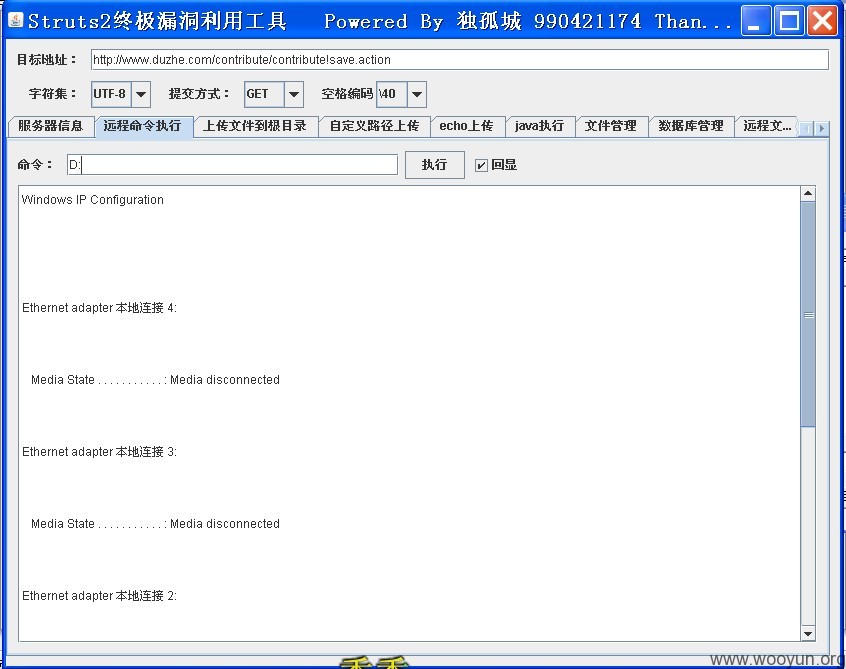 Struts2终极漏洞利用工具 Powered By 独孤城 990421174 Than...
目标地址： http://www.duzhe.com/contribute/contribute!save.action
字符集： UTF-8 提交方式： GET 空格编码 \40
服务器信息 远程命令执行 上传文件到根目录 自定义路径上传 echo上传 java执行 文件管理 数据库管理 远程文...
命令： D: 执行 回显
Windows IP Configuration
Ethernet adapter 本地连接 4:
Media State . . . . . . . . . . . : Media disconnected
Ethernet adapter 本地连接 3:
Media State . . . . . . . . . . . : Media disconnected
Ethernet adapter 本地连接 2:
www.wooyun.org